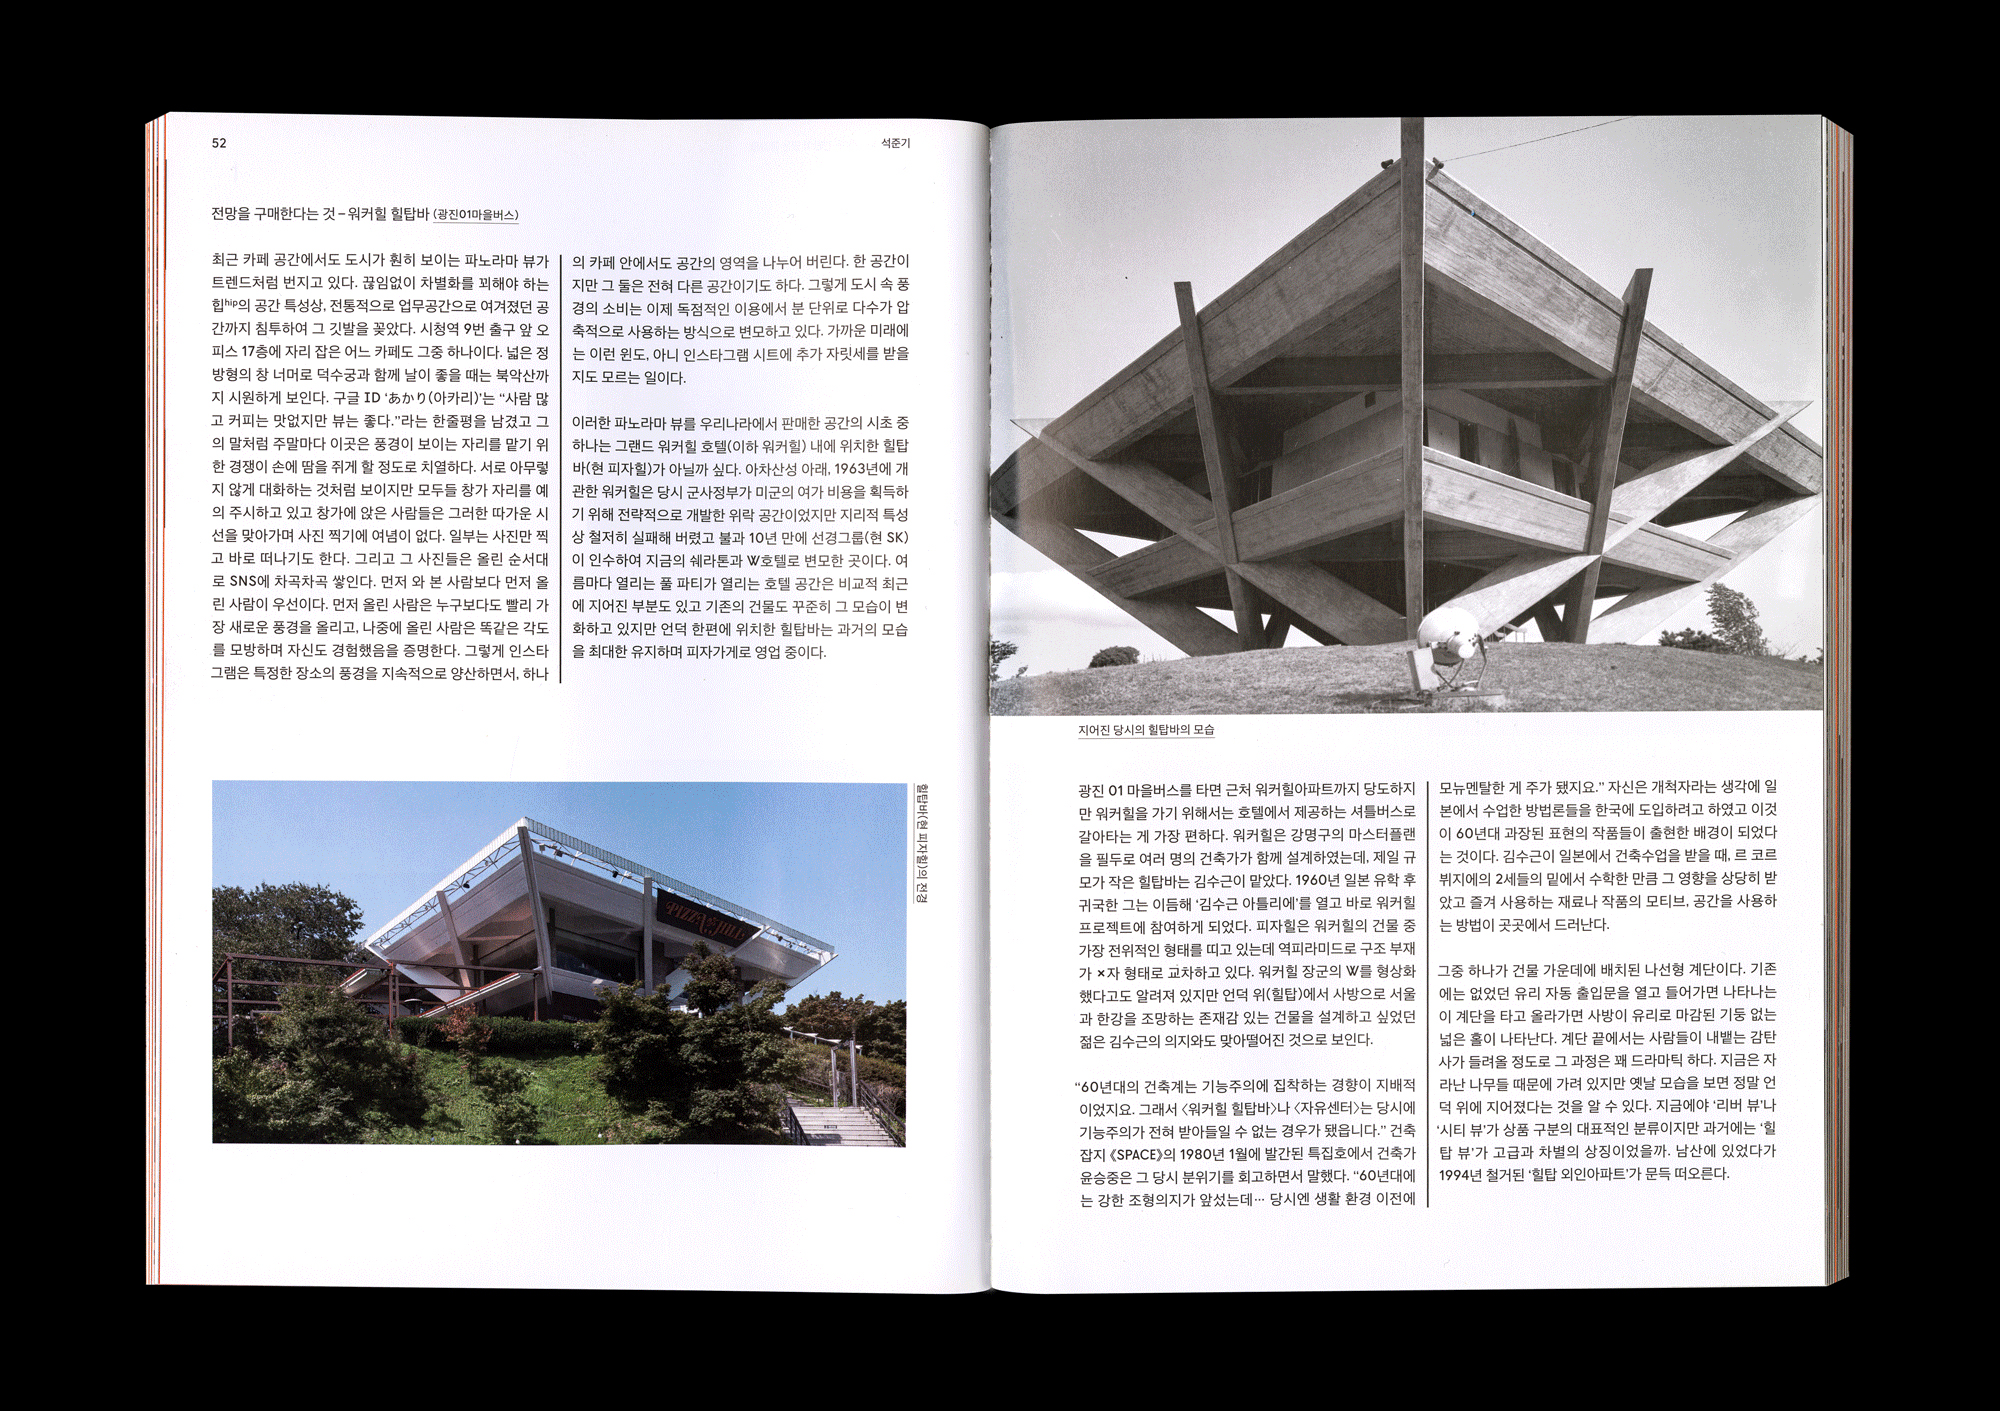 52
석준기
전망을 구매한다는 것 – 워커힐 힐탑바 (광진01마을버스)
최근 카페 공간에서도 도시가 훤히 보이는 파노라마 뷰가
트렌드처럼 번지고 있다. 끊임없이 차별화를 꾀해야 하는
힙hip의 공간 특성상, 전통적으로 업무공간으로 여겨졌던 공
간까지 침투하여 그 깃발을 꽂았다. 시청역 9번 출구 앞 오
피스 17층에 자리 잡은 어느 카페도 그중 하나이다. 넓은 정
방형의 창 너머로 덕수궁과 함께 날이 좋을 때는 북악산까
지 시원하게 보인다. 구글 ID ‘あかり(아카리)’는 “사람 많
고 커피는 맛없지만 뷰는 좋다.”라는 한줄평을 남겼고 그
의 말처럼 주말마다 이곳은 풍경이 보이는 자리를 맡기 위
한 경쟁이 손에 땀을 쥐게 할 정도로 치열하다. 서로 아무렇
지 않게 대화하는 것처럼 보이지만 모두들 창가 자리를 예
의 주시하고 있고 창가에 앉은 사람들은 그러한 따가운 시
선을 맞아가며 사진 찍기에 여념이 없다. 일부는 사진만 찍
고 바로 떠나기도 한다. 그리고 그 사진들은 올린 순서대
로 SNS에 차곡차곡 쌓인다. 먼저 와 본 사람보다 먼저 올
린 사람이 우선이다. 먼저 올린 사람은 누구보다도 빨리 가
장 새로운 풍경을 올리고, 나중에 올린 사람은 똑같은 각도
를 모방하며 자신도 경험했음을 증명한다. 그렇게 인스타
그램은 특정한 장소의 풍경을 지속적으로 양산하면서, 하나
의 카페 안에서도 공간의 영역을 나누어 버린다. 한 공간이
지만 그 둘은 전혀 다른 공간이기도 하다. 그렇게 도시 속 풍
경의 소비는 이제 독점적인 이용에서 분 단위로 다수가 압
축적으로 사용하는 방식으로 변모하고 있다. 가까운 미래에
는 이런 윈도, 아니 인스타그램 시트에 추가 자릿세를 받을
지도 모르는 일이다.
이러한 파노라마 뷰를 우리나라에서 판매한 공간의 시초 중
하나는 그랜드 워커힐 호텔(이하 워커힐) 내에 위치한 힐탑
바(현 피자힐)가 아닐까 싶다. 아차산성 아래, 1963년에 개
관한 워커힐은 당시 군사정부가 미군의 여가 비용을 획득하
기 위해 전략적으로 개발한 위락 공간이었지만 지리적 특성
상 철저히 실패해 버렸고 불과 10년 만에 선경그룹(현 SK)
이 인수하여 지금의 쉐라톤과 W호텔로 변모한 곳이다. 여
름마다 열리는 풀 파티가 열리는 호텔 공간은 비교적 최근
에 지어진 부분도 있고 기존의 건물도 꾸준히 그 모습이 변
화하고 있지만 언덕 한편에 위치한 힐탑바는 과거의 모습
을 최대한 유지하며 피자가게로 영업 중이다.
힐탑바(현 피자힐)의 전경
PIZZA HILL
지어진 당시의 힐탑바의 모습
광진 01 마을버스를 타면 근처 워커힐아파트까지 당도하지
만 워커힐을 가기 위해서는 호텔에서 제공하는 셔틀버스로
갈아타는 게 가장 편하다. 워커힐은 강명구의 마스터플랜
을 필두로 여러 명의 건축가가 함께 설계하였는데, 제일 규
모가 작은 힐탑바는 김수근이 맡았다. 1960년 일본 유학 후
귀국한 그는 이듬해 ‘김수근 아틀리에’를 열고 바로 워커힐
프로젝트에 참여하게 되었다. 피자힐은 워커힐의 건물 중
가장 전위적인 형태를 띠고 있는데 역피라미드로 구조 부재
가 ×자 형태로 교차하고 있다. 워커힐 장군의 W를 형상화
했다고도 알려져 있지만 언덕 위(힐탑)에서 사방으로 서울
과 한강을 조망하는 존재감 있는 건물을 설계하고 싶었던
젊은 김수근의 의지와도 맞아떨어진 것으로 보인다.
“60년대의 건축계는 기능주의에 집착하는 경향이 지배적
이었지요. 그래서 〈워커힐 힐탑바〉나 〈자유센터〉는 당시에
기능주의가 전혀 받아들일 수 없는 경우가 됐읍니다.” 건축
잡지 《SPACE》의 1980년 1월에 발간된 특집호에서 건축가
윤승중은 그 당시 분위기를 회고하면서 말했다. “60년대에
는 강한 조형의지가 앞섰는데… 당시엔 생활 환경 이전에
모뉴멘탈한 게 주가 됐지요.” 자신은 개척자라는 생각에 일
본에서 수업한 방법론들을 한국에 도입하려고 하였고 이것
이 60년대 과장된 표현의 작품들이 출현한 배경이 되었다
는 것이다. 김수근이 일본에서 건축수업을 받을 때, 르 코르
뷔지에의 2세들의 밑에서 수학한 만큼 그 영향을 상당히 받
았고 즐겨 사용하는 재료나 작품의 모티브, 공간을 사용하
는 방법이 곳곳에서 드러난다.
그중 하나가 건물 가운데에 배치된 나선형 계단이다. 기존
에는 없었던 유리 자동 출입문을 열고 들어가면 나타나는
이 계단을 타고 올라가면 사방이 유리로 마감된 기둥 없는
넓은 홀이 나타난다. 계단 끝에서는 사람들이 내뱉는 감탄
사가 들려올 정도로 그 과정은 꽤 드라마틱 하다. 지금은 자
라난 나무들 때문에 가려 있지만 옛날 모습을 보면 정말 언
덕 위에 지어졌다는 것을 알 수 있다. 지금에야 ‘리버 뷰’나
‘시티 뷰’가 상품 구분의 대표적인 분류이지만 과거에는 ‘힐
탑 뷰’가 고급과 차별의 상징이었을까. 남산에 있었다가
1994년 철거된 ‘힐탑 외인아파트’가 문득 떠오른다.